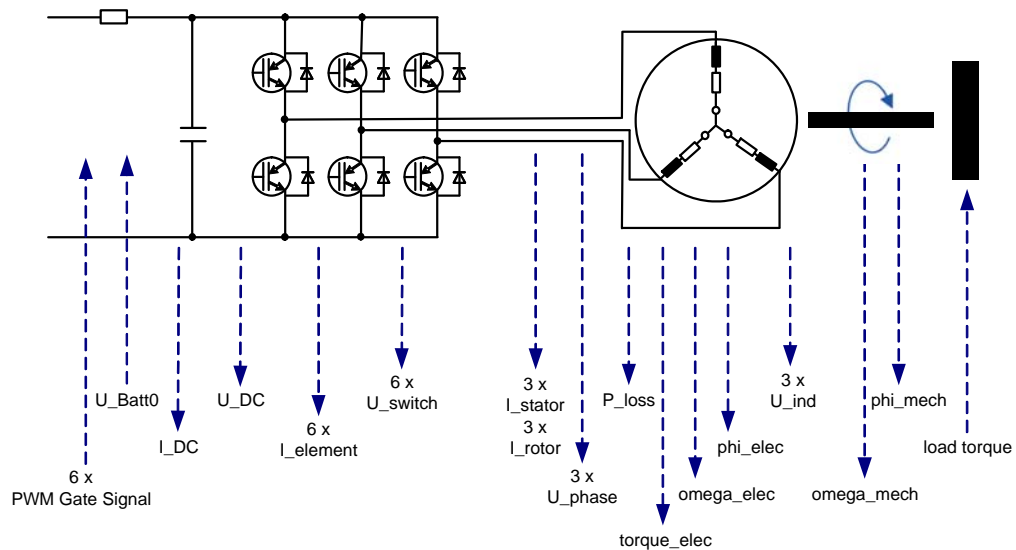 6 x
PWM Gate Signal
U_Batt0
I_DC
U_DC
6 x
I_element
6 x
U_switch
3 x
I_stator
3 x
I_rotor
3 x
U_phase
P_loss
torque_elec
omega_elec
phi_elec
3 x
U_ind
omega_mech
phi_mech
load torque